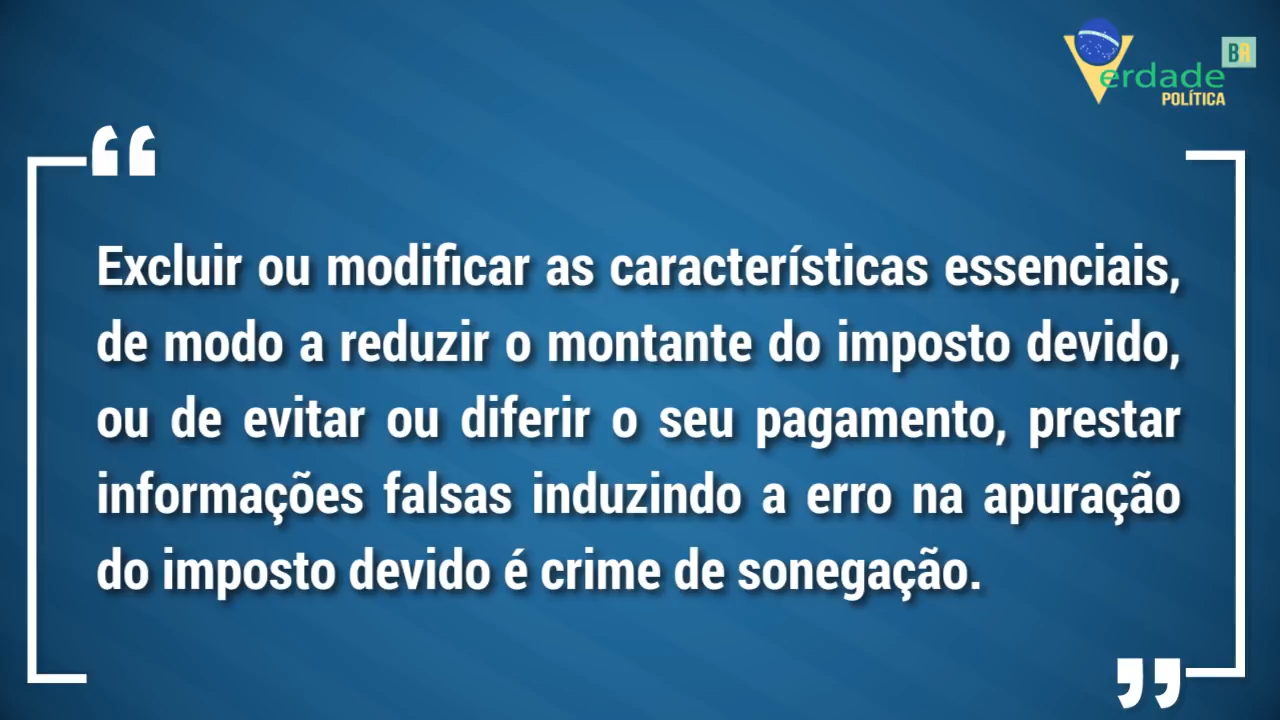 Verdade BR
POLÍTICA
“
Excluir ou modificar as características essenciais,
de modo a reduzir o montante do imposto devido,
ou de evitar ou diferir o seu pagamento, prestar
informações falsas induzindo a erro na apuração
do imposto devido é crime de sonegação.
”